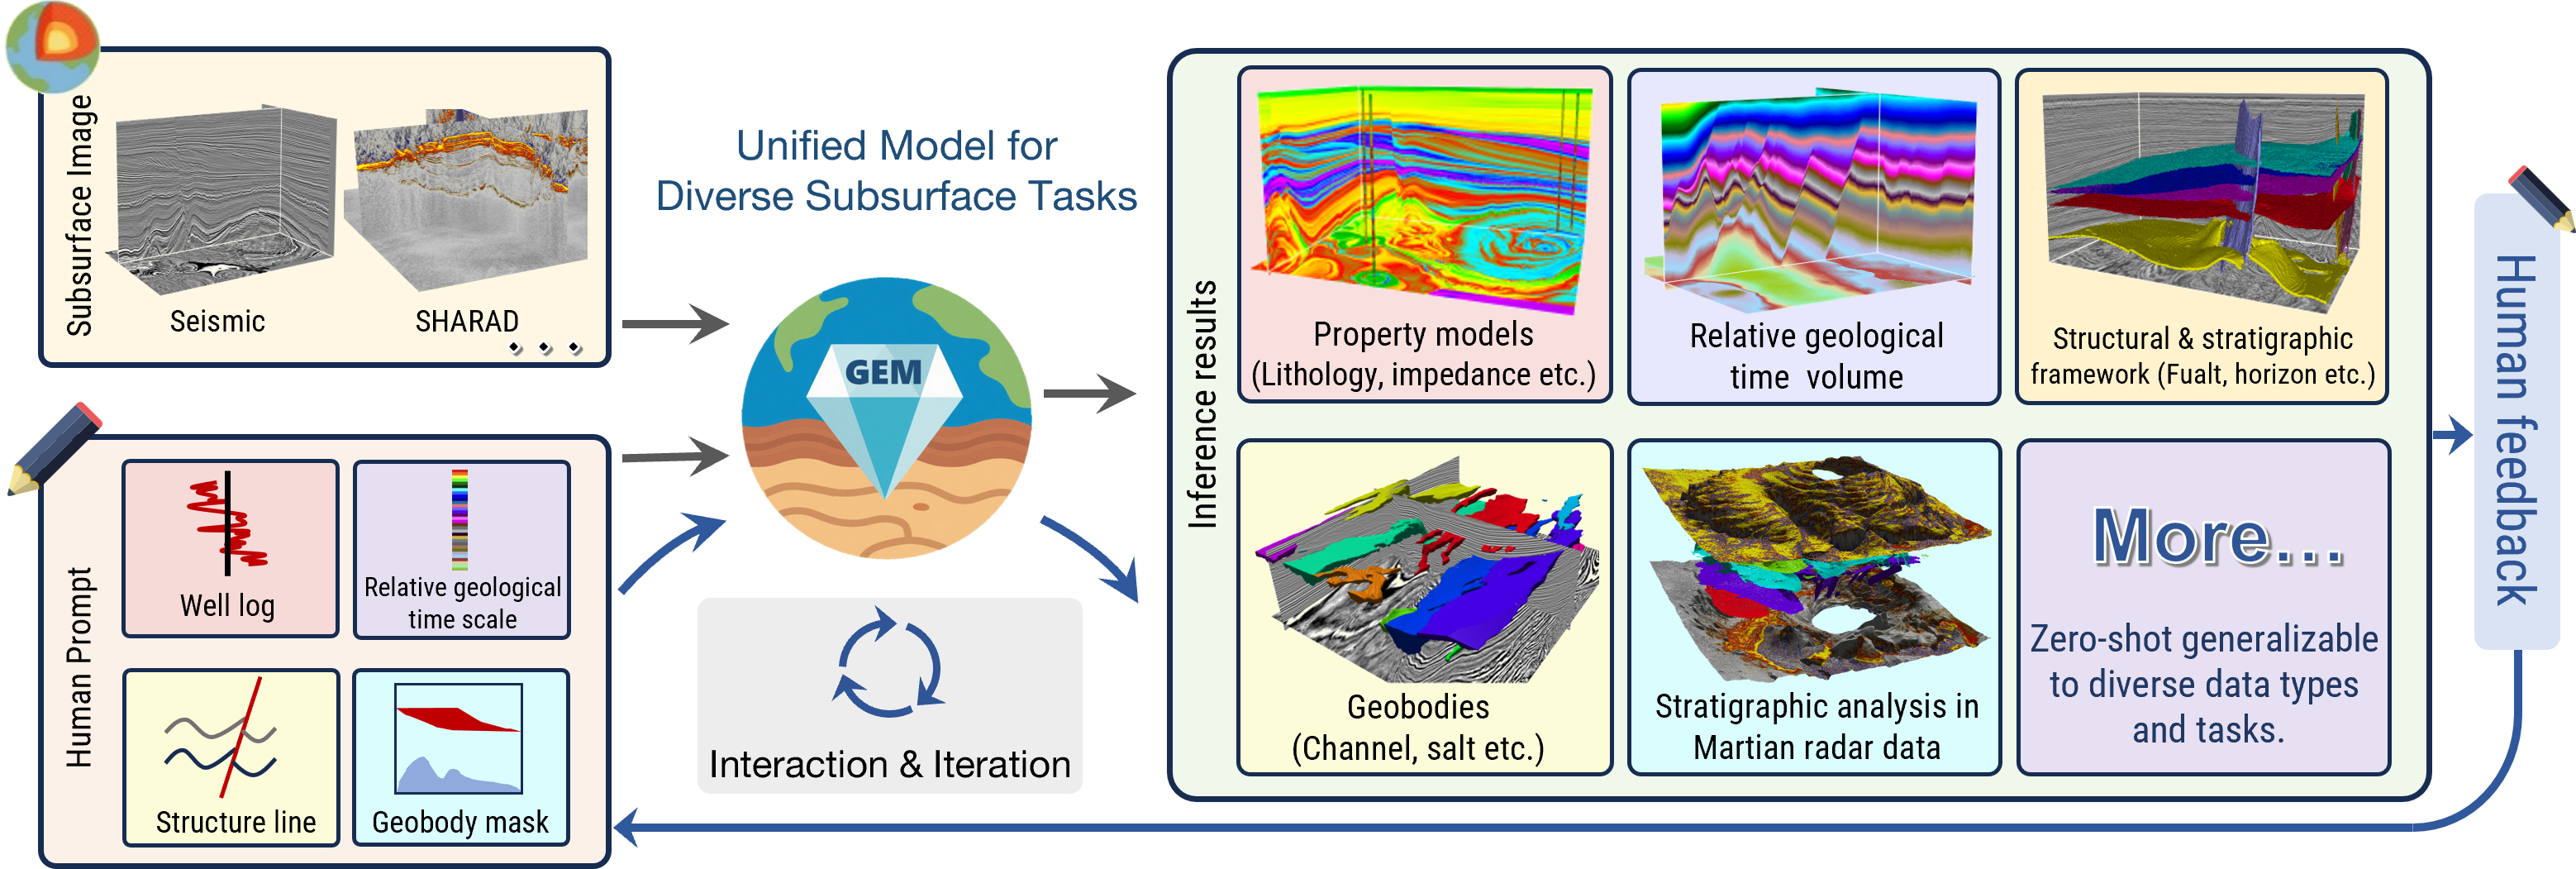 Subsurface Image
Seismic
SHARAD
Human Prompt
Well log
Relative geological
time scale
Structure line
Geobody mask
Unified Model for
Diverse Subsurface Tasks
GEM
Interaction & Iteration
Inference results
Property models
(Lithology, impedance etc.)
Relative geological
time volume
Structural & stratigraphic
framework (Fualt, horizon etc.)
Geobodies
(Channel, salt etc.)
Stratigraphic analysis in
Martian radar data
More...
Zero-shot generalizable
to diverse data types
and tasks.
Human feedback